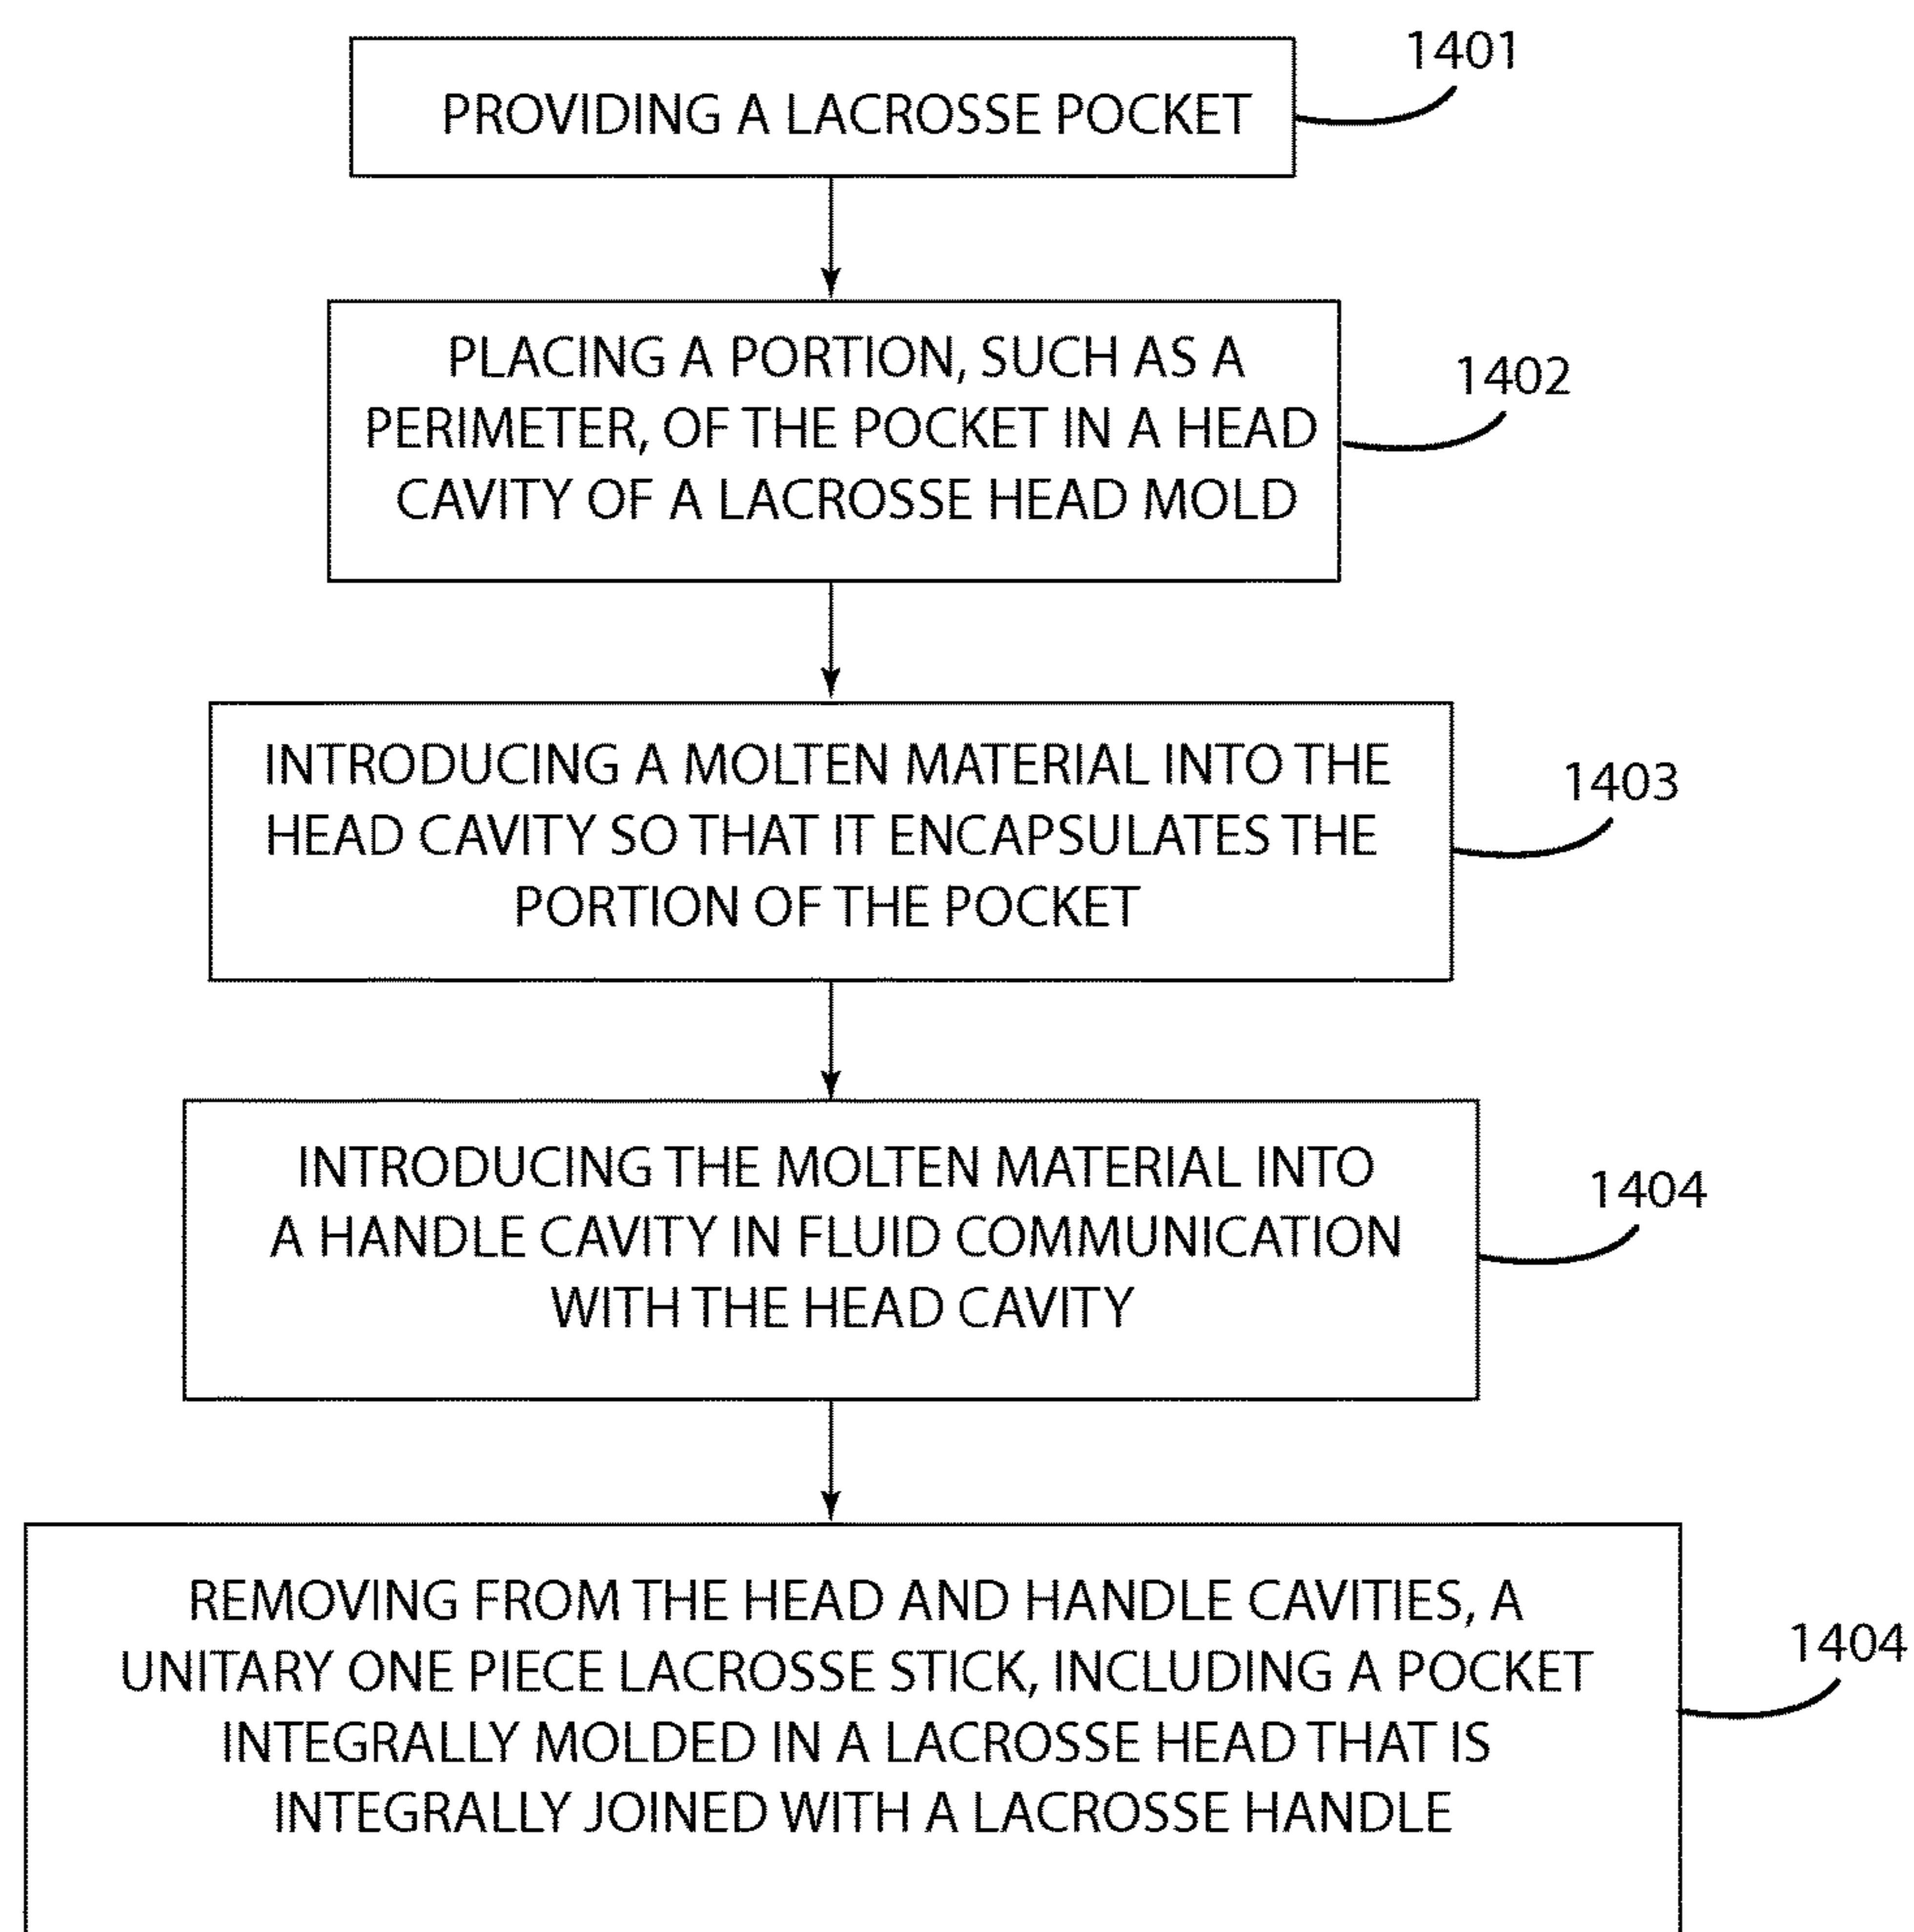 PROVIDING A LACROSSE POCKET
1401
PLACING A PORTION, SUCH AS A
PERIMETER, OF THE POCKET IN A HEAD
CAVITY OF A LACROSSE HEAD MOLD
1402
INTRODUCING A MOLTEN MATERIAL INTO THE
HEAD CAVITY SO THAT IT ENCAPSULATES THE
PORTION OF THE POCKET
1403
INTRODUCING THE MOLTEN MATERIAL INTO
A HANDLE CAVITY IN FLUID COMMUNICATION
WITH THE HEAD CAVITY
1404
REMOVING FROM THE HEAD AND HANDLE CAVITIES, A
UNITARY ONE PIECE LACROSSE STICK, INCLUDING A POCKET
INTEGRALLY MOLDED IN A LACROSSE HEAD THAT IS
INTEGRALLY JOINED WITH A LACROSSE HANDLE
1404